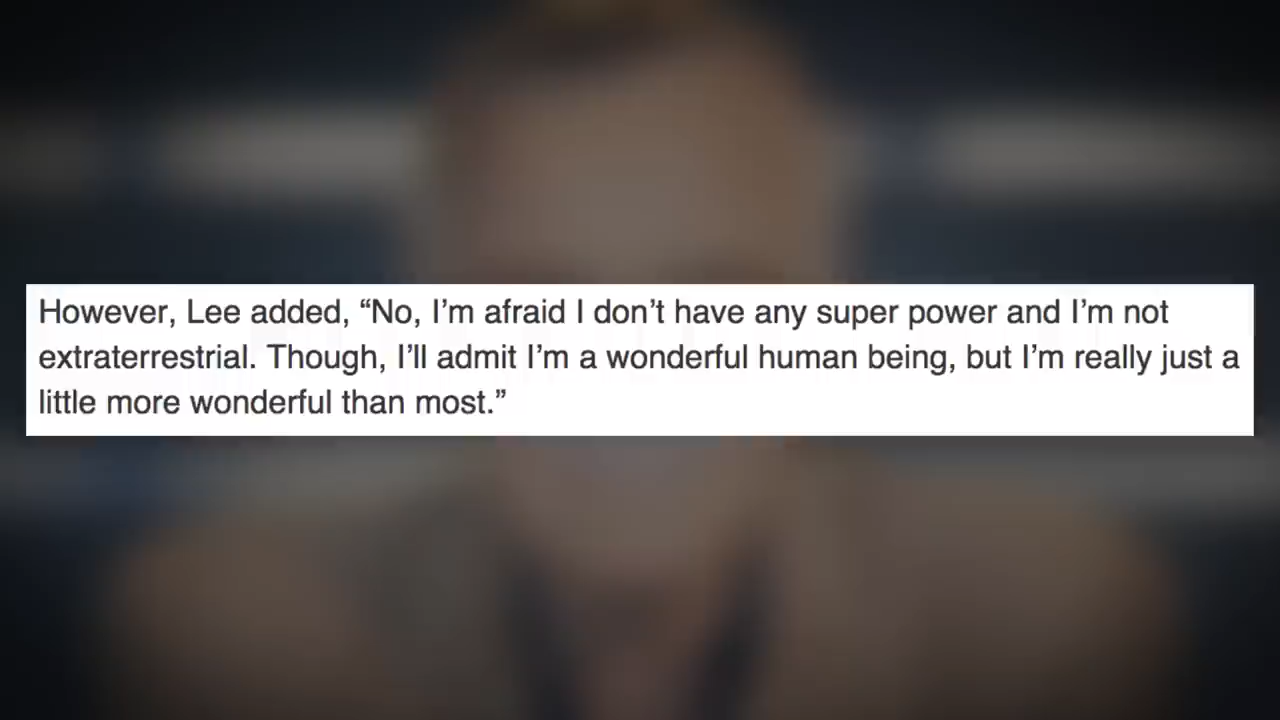 However, Lee added, “No, I’m afraid I don’t have any super power and I’m not
extraterrestrial. Though, I’ll admit I’m a wonderful human being, but I’m really just a
little more wonderful than most.”